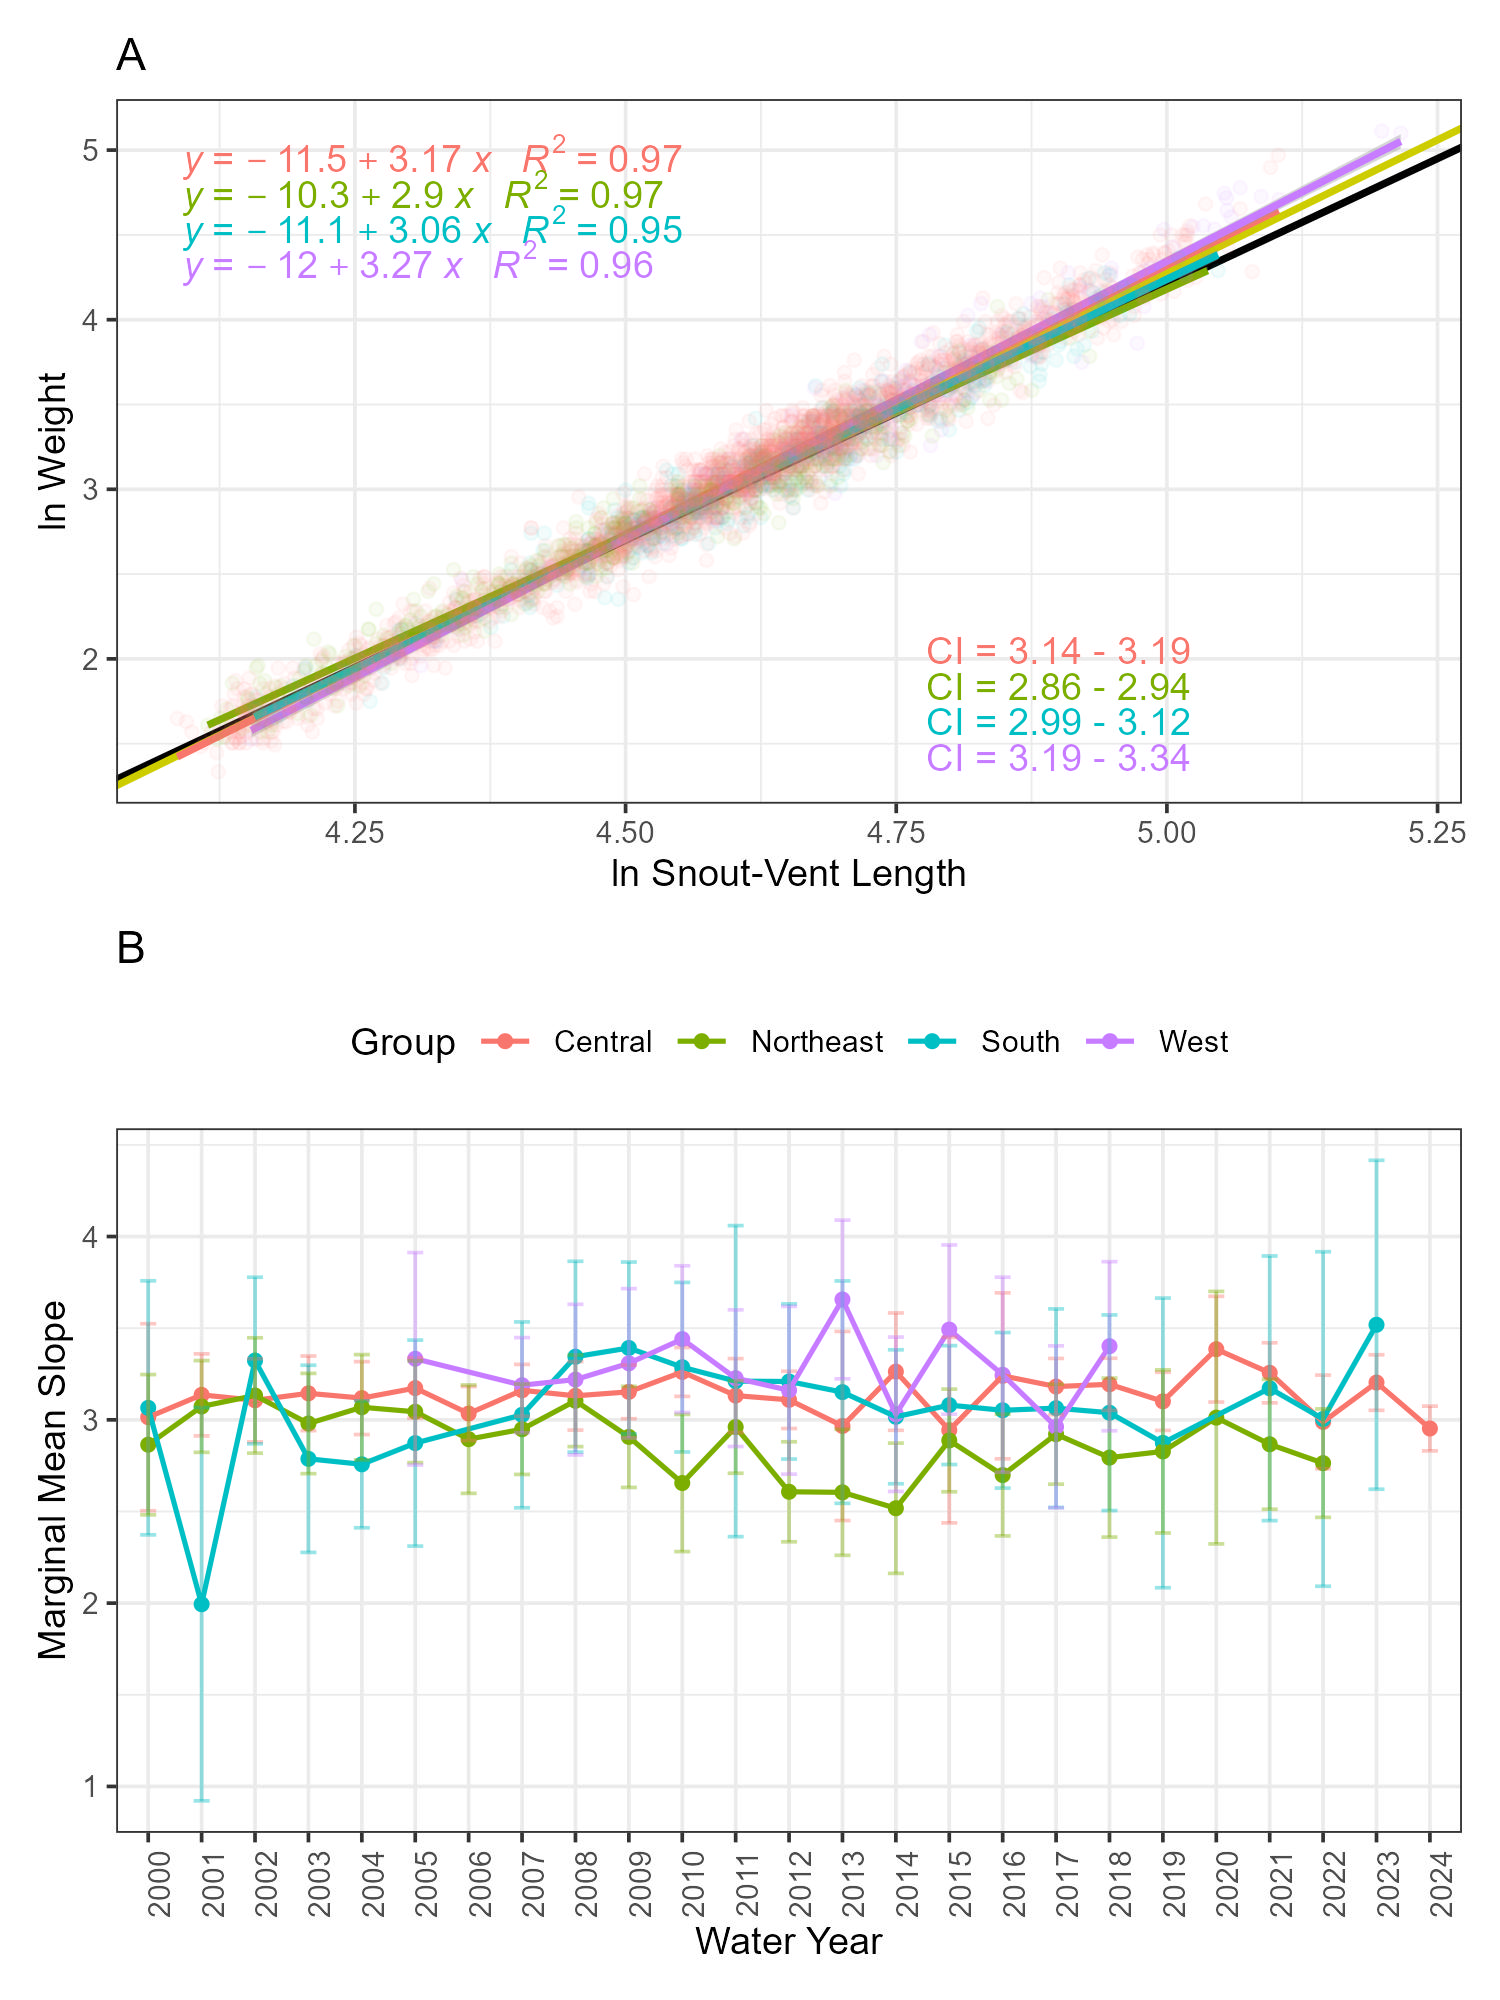 A
y = − 11.5 + 3.17 x R² = 0.97
y = − 10.3 + 2.9 x R² = 0.97
y = − 11.1 + 3.06 x R² = 0.95
y = − 12 + 3.27 x R² = 0.96
5
4
3
2
ln Weight
CI = 3.14 - 3.19
CI = 2.86 - 2.94
CI = 2.99 - 3.12
CI = 3.19 - 3.34
4.25 4.50 4.75 5.00 5.25
ln Snout-Vent Length
B
Group Central Northeast South West
4
3
2
1
Marginal Mean Slope
2000 2001 2002 2003 2004 2005 2006 2007 2008 2009 2010 2011 2012 2013 2014 2015 2016 2017 2018 2019 2020 2021 2022 2023 2024
Water Year